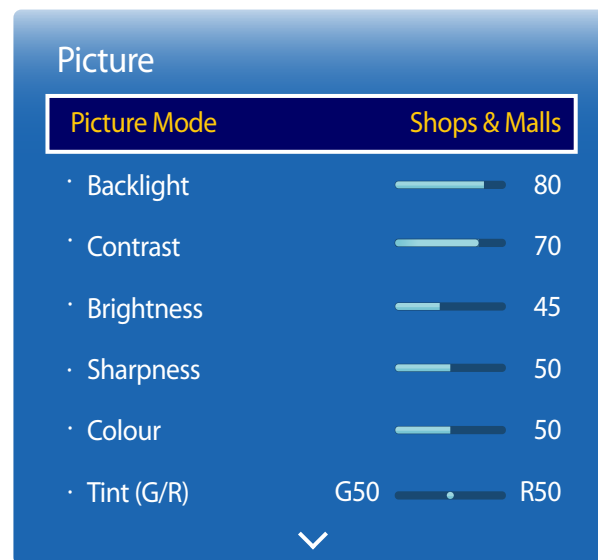 Picture
Picture Mode Shops & Malls
· Backlight 80
· Contrast 70
· Brightness 45
· Sharpness 50
· Colour 50
· Tint (G/R) G50 R50